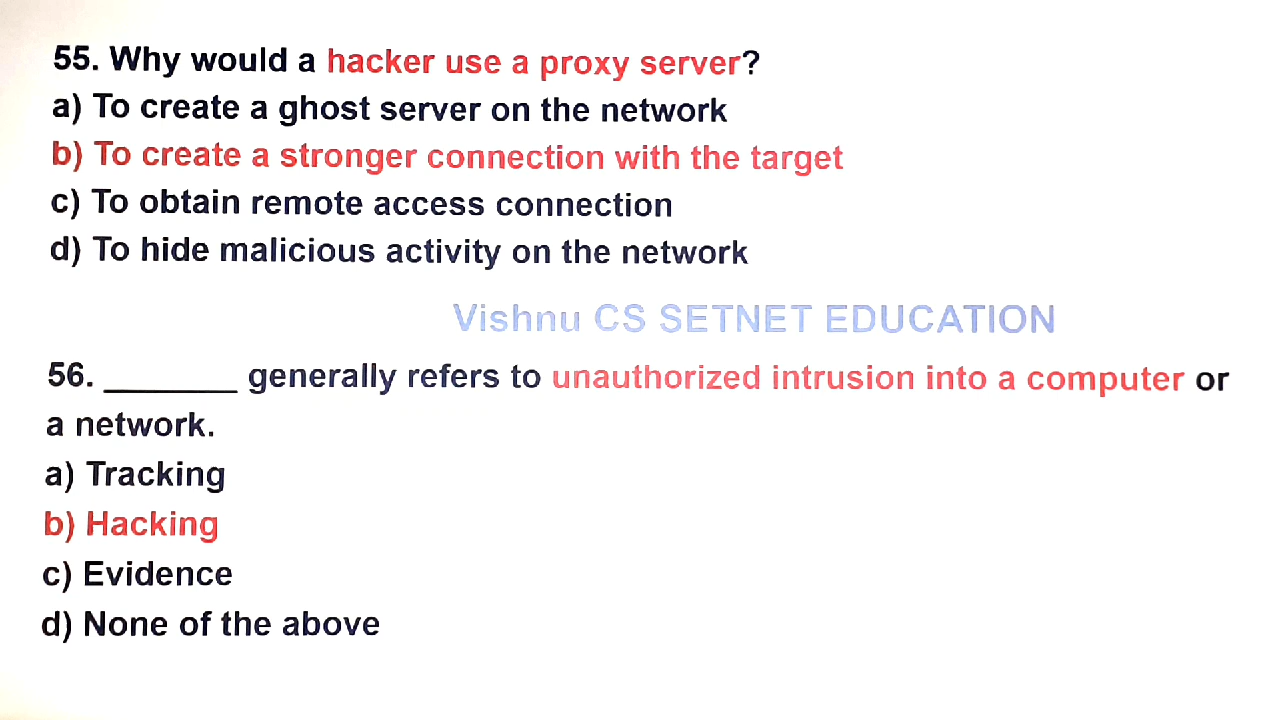 55. Why would a hacker use a proxy server?
a) To create a ghost server on the network
b) To create a stronger connection with the target
c) To obtain remote access connection
d) To hide malicious activity on the network
Vishnu CS SETNET EDUCATION
56. _______ generally refers to unauthorized intrusion into a computer or
a network.
a) Tracking
b) Hacking
c) Evidence
d) None of the above